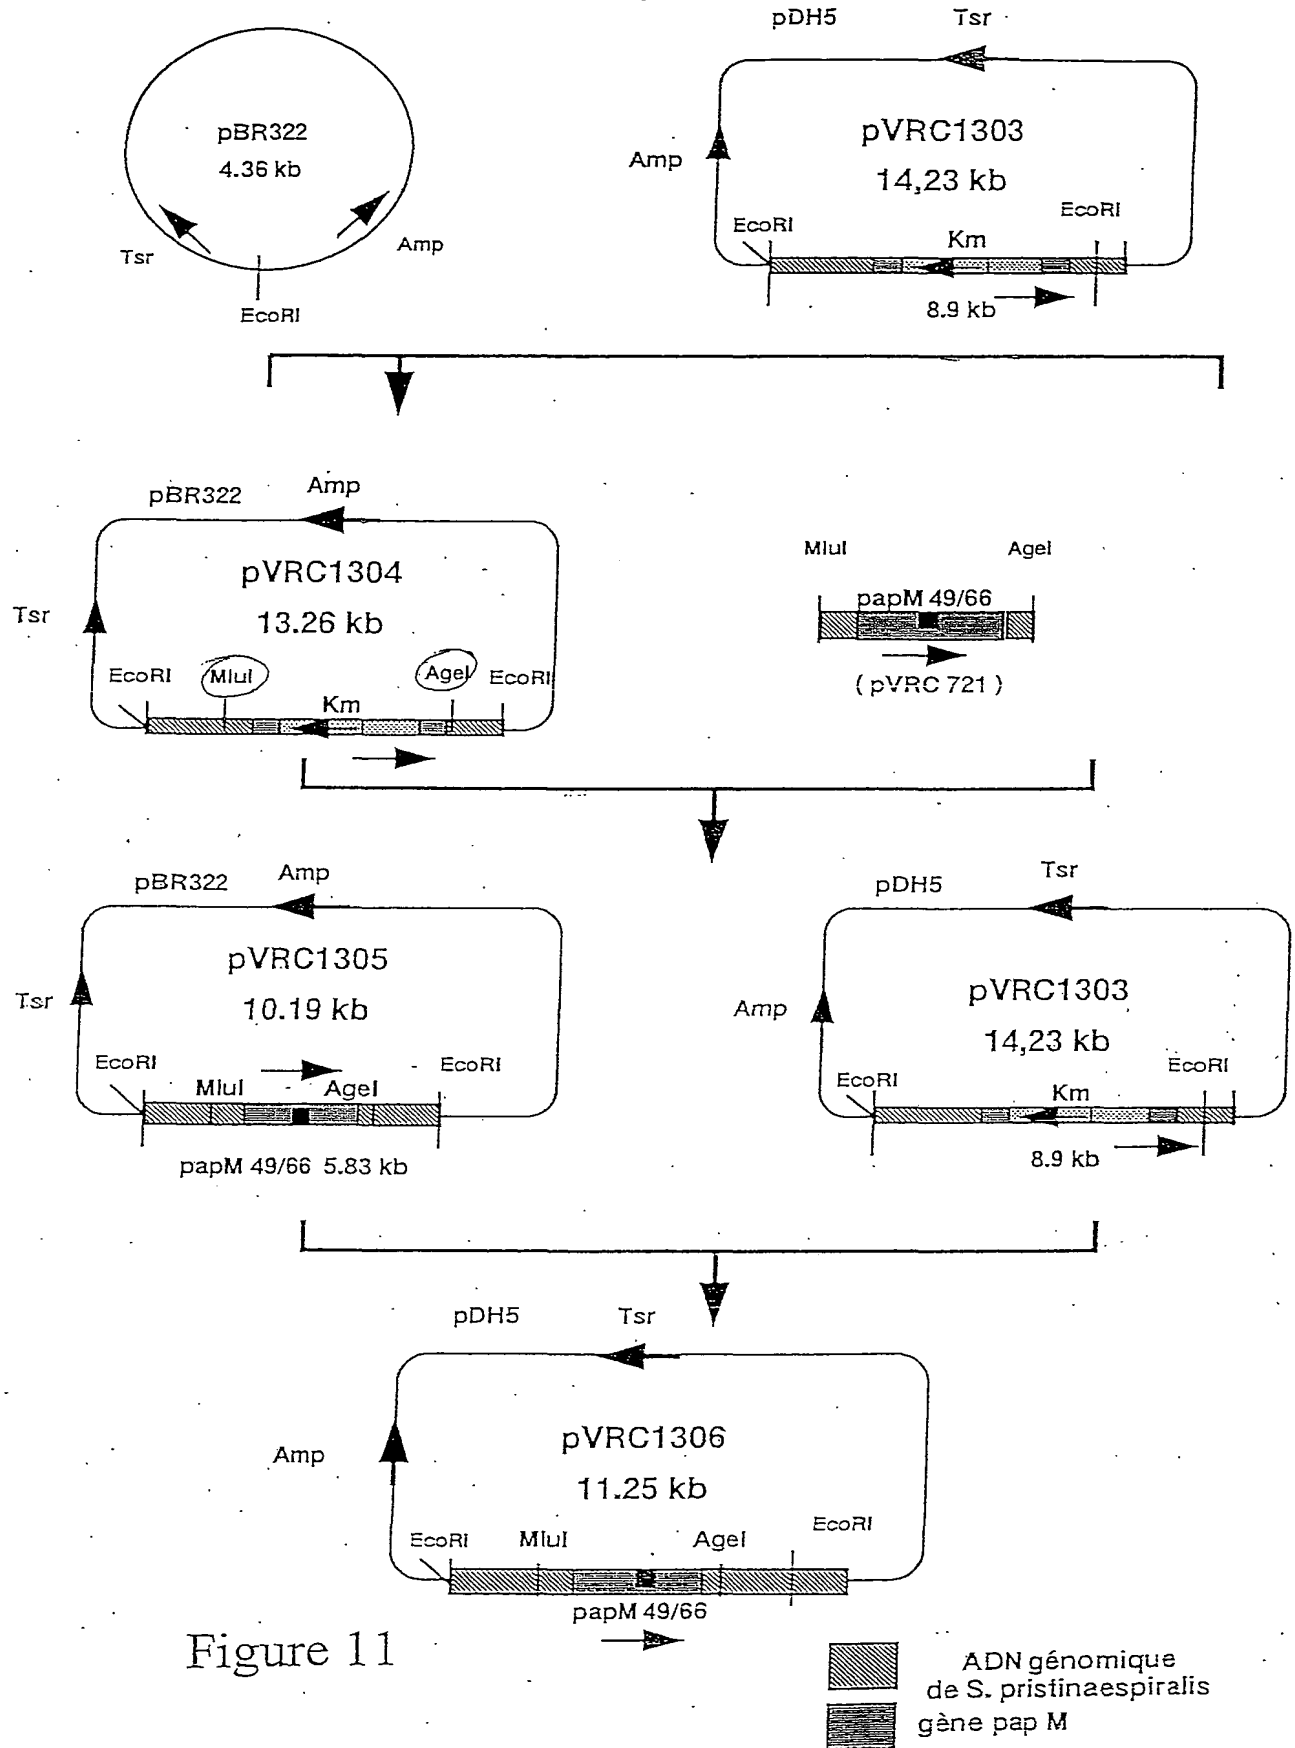 pBR322
4.36 kb
Tsr
Amp
EcoRI
pDH5
Tsr
Amp
pVRC1303
14,23 kb
EcoRI
EcoRI
Km
8.9 kb
pBR322
Amp
Tsr
pVRC1304
13.26 kb
EcoRI
MluI
AgeI
EcoRI
Km
MluI
AgeI
papM 49/66
( pVRC 721 )
pBR322
Amp
Tsr
pVRC1305
10.19 kb
EcoRI
EcoRI
MluI
AgeI
papM 49/66 5.83 kb
pDH5
Tsr
Amp
pVRC1303
14,23 kb
EcoRI
EcoRI
Km
8.9 kb
pDH5
Tsr
Amp
pVRC1306
11.25 kb
EcoRI
MluI
AgeI
EcoRI
papM 49/66
Figure 11
ADN génomique
de S. pristinaespiralis
gène pap M